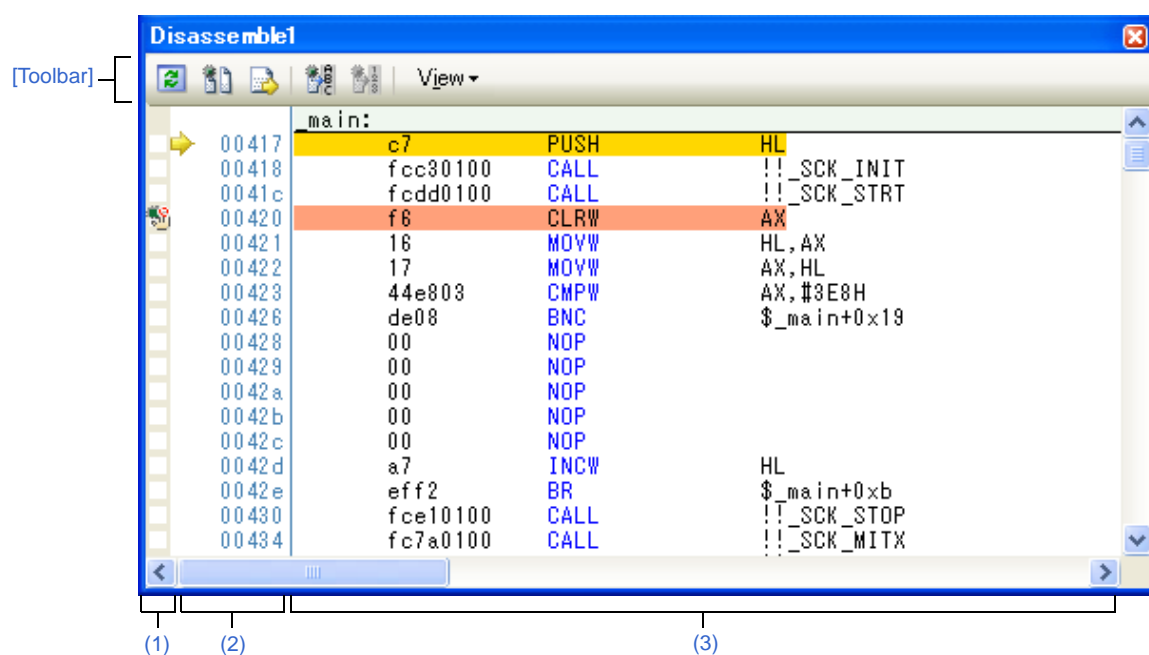 Disassemble1
[Toolbar]
View
_main:
00417 c7 PUSH HL
00418 fcc30100 CALL !!_SCK_INIT
0041c fcdd0100 CALL !!_SCK_STRT
00420 f6 CLRW AX
00421 16 MOVW HL,AX
00422 17 MOVW AX,HL
00423 44e803 CMPW AX,#3E8H
00426 de08 BNC $_main+0x19
00428 00 NOP
00429 00 NOP
0042a 00 NOP
0042b 00 NOP
0042c 00 NOP
0042d a7 INCW HL
0042e eff2 BR $_main+0xb
00430 fce10100 CALL !!_SCK_STOP
00434 fc7a0100 CALL !!_SCK_MITX
(1) (2) (3)